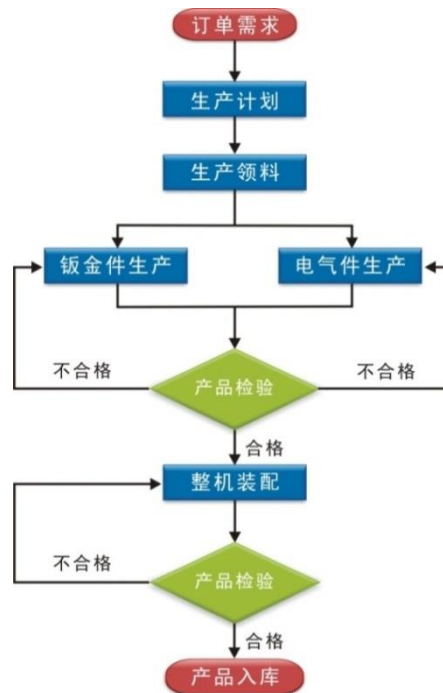 订单需求
生产计划
生产领料
钣金件生产
电气件生产
不合格
产品检验
不合格
合格
整机装配
不合格
产品检验
合格
产品入库